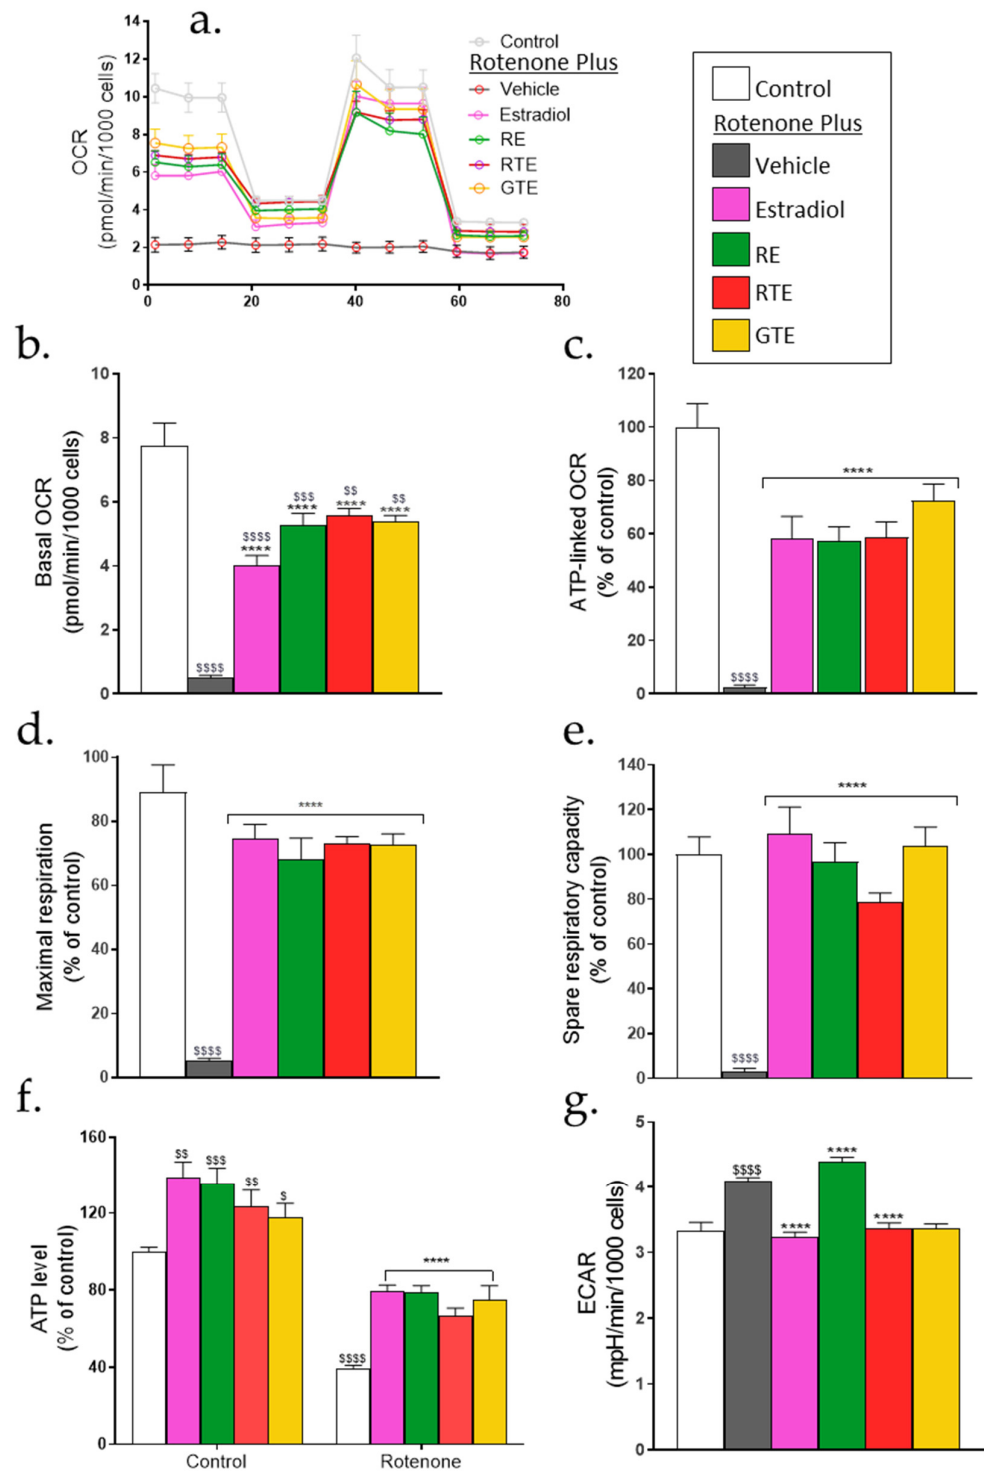 a.
14
12
10
8
6
4
2
0
OCR
(pmol/min/1000 cells)
0 20 40 60 80
Control
Rotenone Plus
Vehicle
Estradiol
RE
RTE
GTE
Control
Rotenone Plus
Vehicle
Estradiol
RE
RTE
GTE
b.
10
8
6
4
2
0
Basal OCR
(pmol/min/1000 cells)
$$$$
$$$$
****
$$$
****
$$
****
$$
****
c.
120
100
80
60
40
20
0
ATP-linked OCR
(% of control)
$$$$
****
d.
100
80
60
40
20
0
Maximal respiration
(% of control)
$$$$
****
e.
140
120
100
80
60
40
20
0
Spare respiratory capacity
(% of control)
$$$$
****
f.
160
120
80
40
0
ATP level
(% of control)
$$
$$$
$$
$
$$$$
****
Control Rotenone
g.
5
4
3
2
1
0
ECAR
(mpH/min/1000 cells)
$$$$
****
****
****